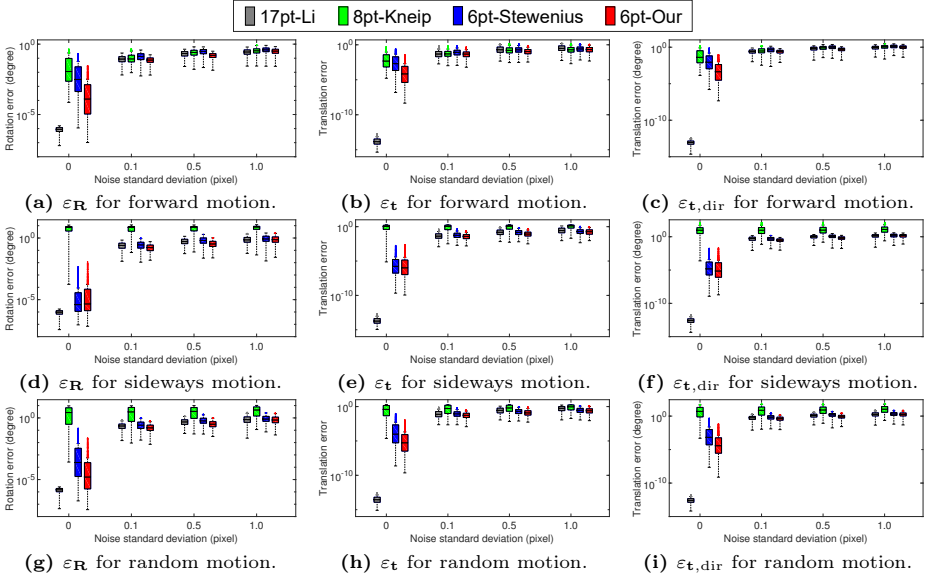 17pt-Li 8pt-Kneip 6pt-Stewenius 6pt-Our
Rotation error (degree)
10^0
10^-5
0 0.1 0.5 1.0
Noise standard deviation (pixel)
(a) ε_R for forward motion.
Translation error
10^0
10^-10
0 0.1 0.5 1.0
Noise standard deviation (pixel)
(b) ε_t for forward motion.
Translation error (degree)
10^0
10^-10
0 0.1 0.5 1.0
Noise standard deviation (pixel)
(c) ε_t,dir for forward motion.
Rotation error (degree)
10^0
10^-5
0 0.1 0.5 1.0
Noise standard deviation (pixel)
(d) ε_R for sideways motion.
Translation error
10^0
10^-10
0 0.1 0.5 1.0
Noise standard deviation (pixel)
(e) ε_t for sideways motion.
Translation error (degree)
10^0
10^-10
0 0.1 0.5 1.0
Noise standard deviation (pixel)
(f) ε_t,dir for sideways motion.
Rotation error (degree)
10^0
10^-5
0 0.1 0.5 1.0
Noise standard deviation (pixel)
(g) ε_R for random motion.
Translation error
10^0
10^-10
0 0.1 0.5 1.0
Noise standard deviation (pixel)
(h) ε_t for random motion.
Translation error (degree)
10^0
10^-10
0 0.1 0.5 1.0
Noise standard deviation (pixel)
(i) ε_t,dir for random motion.